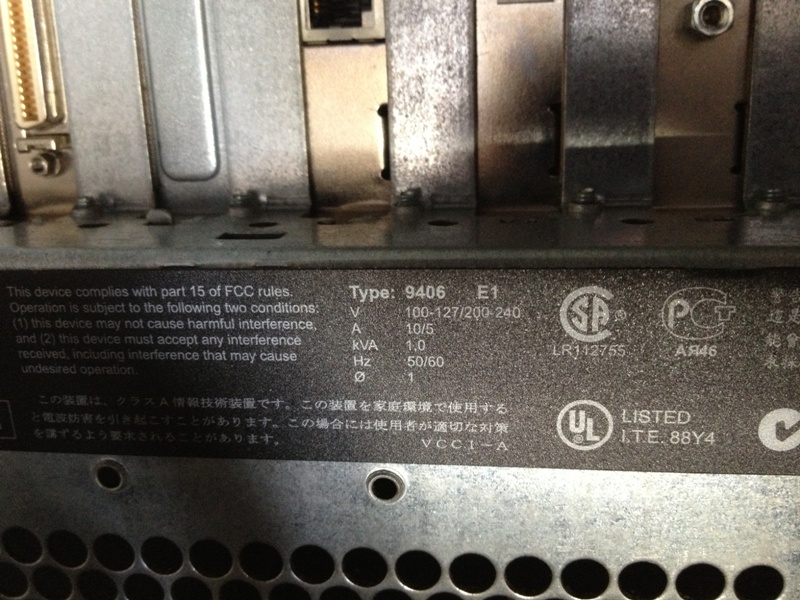 This device complies with part 15 of FCC rules.
Operation is subject to the following two conditions:
(1) this device may not cause harmful interference,
and (2) this device must accept any interference
received, including interference that may cause
undesired operation.
Type: 9406 E1
V 100-127/200-240
A 10/5
kVA 1,0
Hz 50/60
Ø 1
SA ®
LR112755
PCT
АЯ46
この装置は、クラスA情報技術装置です。この装置を家庭環境で使用する
と電波妨害を引き起こすことがあります。この場合には使用者が適切な対策
を講ずるよう要求されることがあります。
VCCI-A
UL
LISTED
I.T.E. 88Y4